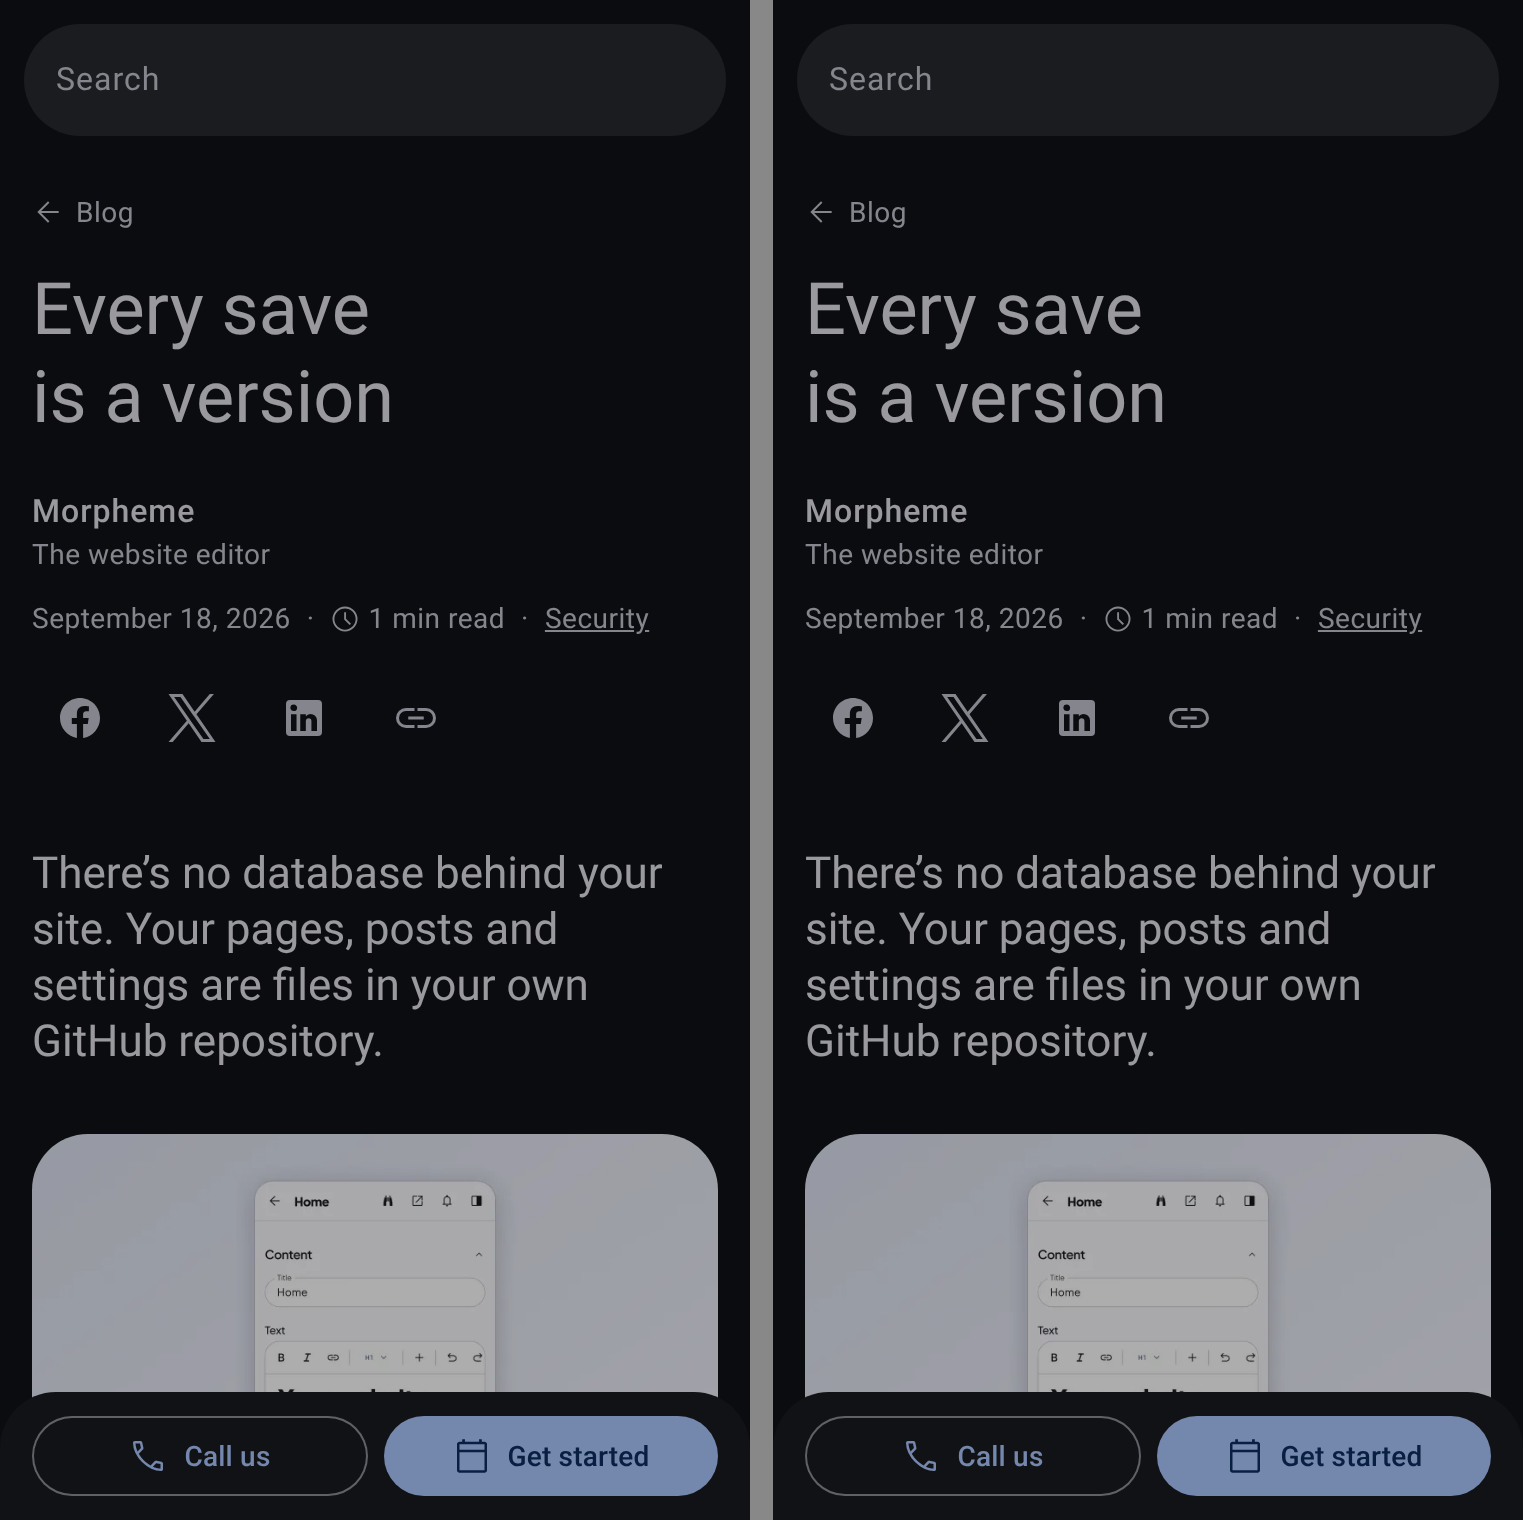 Search
Blog
Every save
is a version
Morpheme
The website editor
September 18, 2026 · 1 min read · Security
There’s no database behind your
site. Your pages, posts and
settings are files in your own
GitHub repository.
Home
Content
Title
Home
Text
B I H1
Call us
Get started
Search
Blog
Every save
is a version
Morpheme
The website editor
September 18, 2026 · 1 min read · Security
There’s no database behind your
site. Your pages, posts and
settings are files in your own
GitHub repository.
Home
Content
Title
Home
Text
B I H1
Call us
Get started